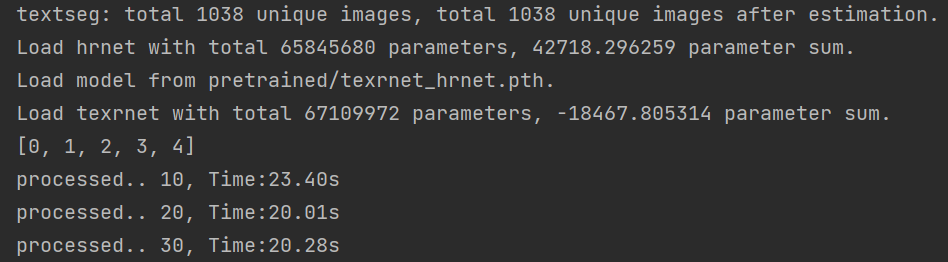 textseg: total 1038 unique images, total 1038 unique images after estimation.
Load hrnet with total 65845680 parameters, 42718.296259 parameter sum.
Load model from pretrained/texrnet_hrnet.pth.
Load texrnet with total 67109972 parameters, -18467.805314 parameter sum.
[0, 1, 2, 3, 4]
processed.. 10, Time:23.40s
processed.. 20, Time:20.01s
processed.. 30, Time:20.28s